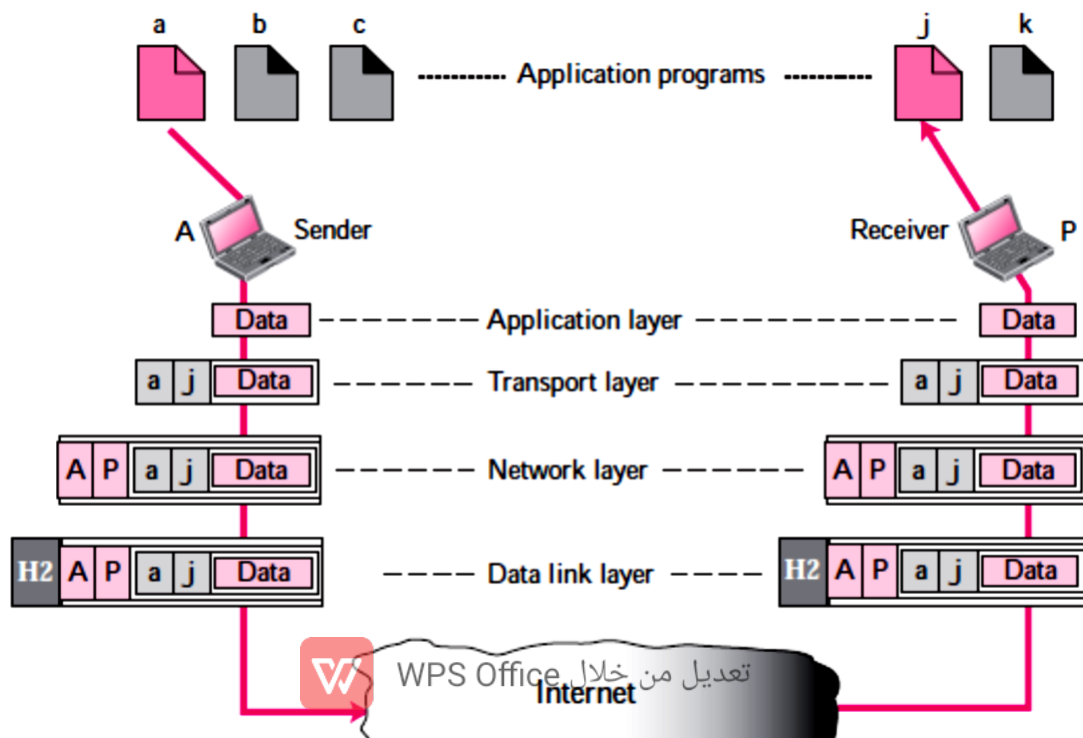 a b c j k
Application programs
A Sender Receiver P
Data Application layer Data
a j Data Transport layer a j Data
A P a j Data Network layer A P a j Data
H2 A P a j Data Data link layer H2 A P a j Data
تعديل من خلال WPS Office
Internet